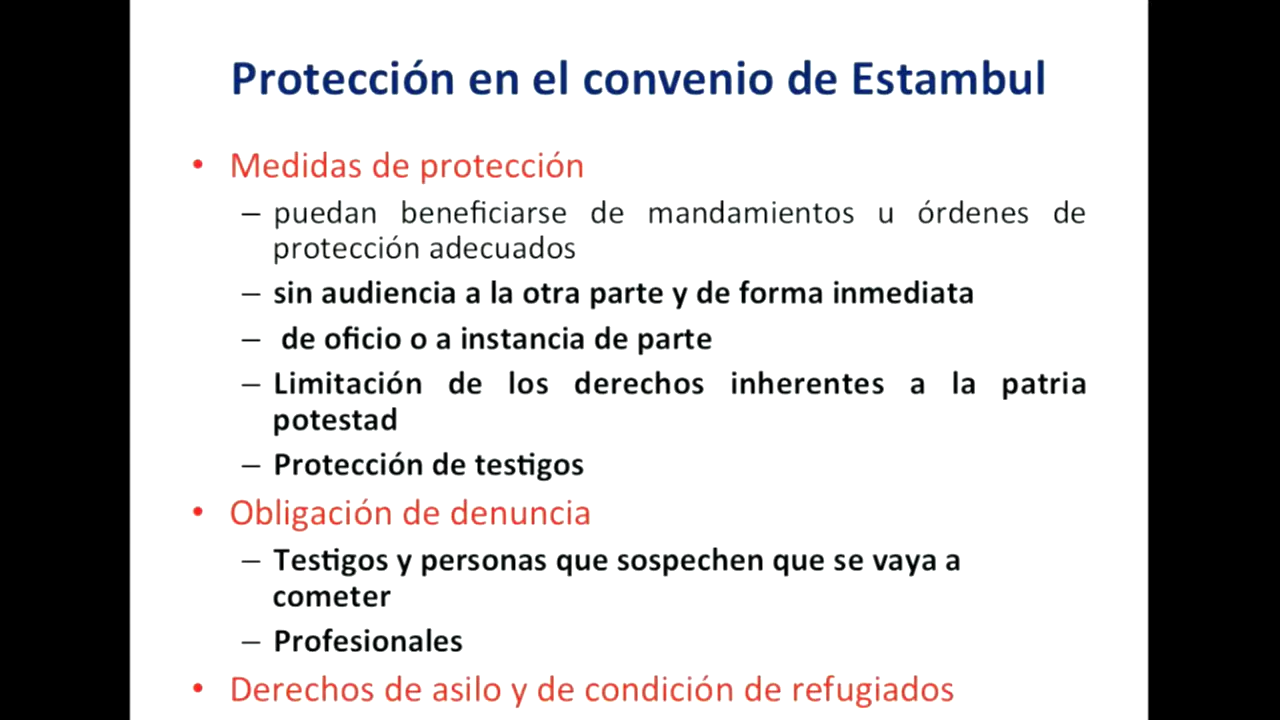 Protección en el convenio de Estambul
• Medidas de protección
– puedan beneficiarse de mandamientos u órdenes de
protección adecuados
– sin audiencia a la otra parte y de forma inmediata
– de oficio o a instancia de parte
– Limitación de los derechos inherentes a la patria
potestad
– Protección de testigos
• Obligación de denuncia
– Testigos y personas que sospechen que se vaya a
cometer
– Profesionales
• Derechos de asilo y de condición de refugiados